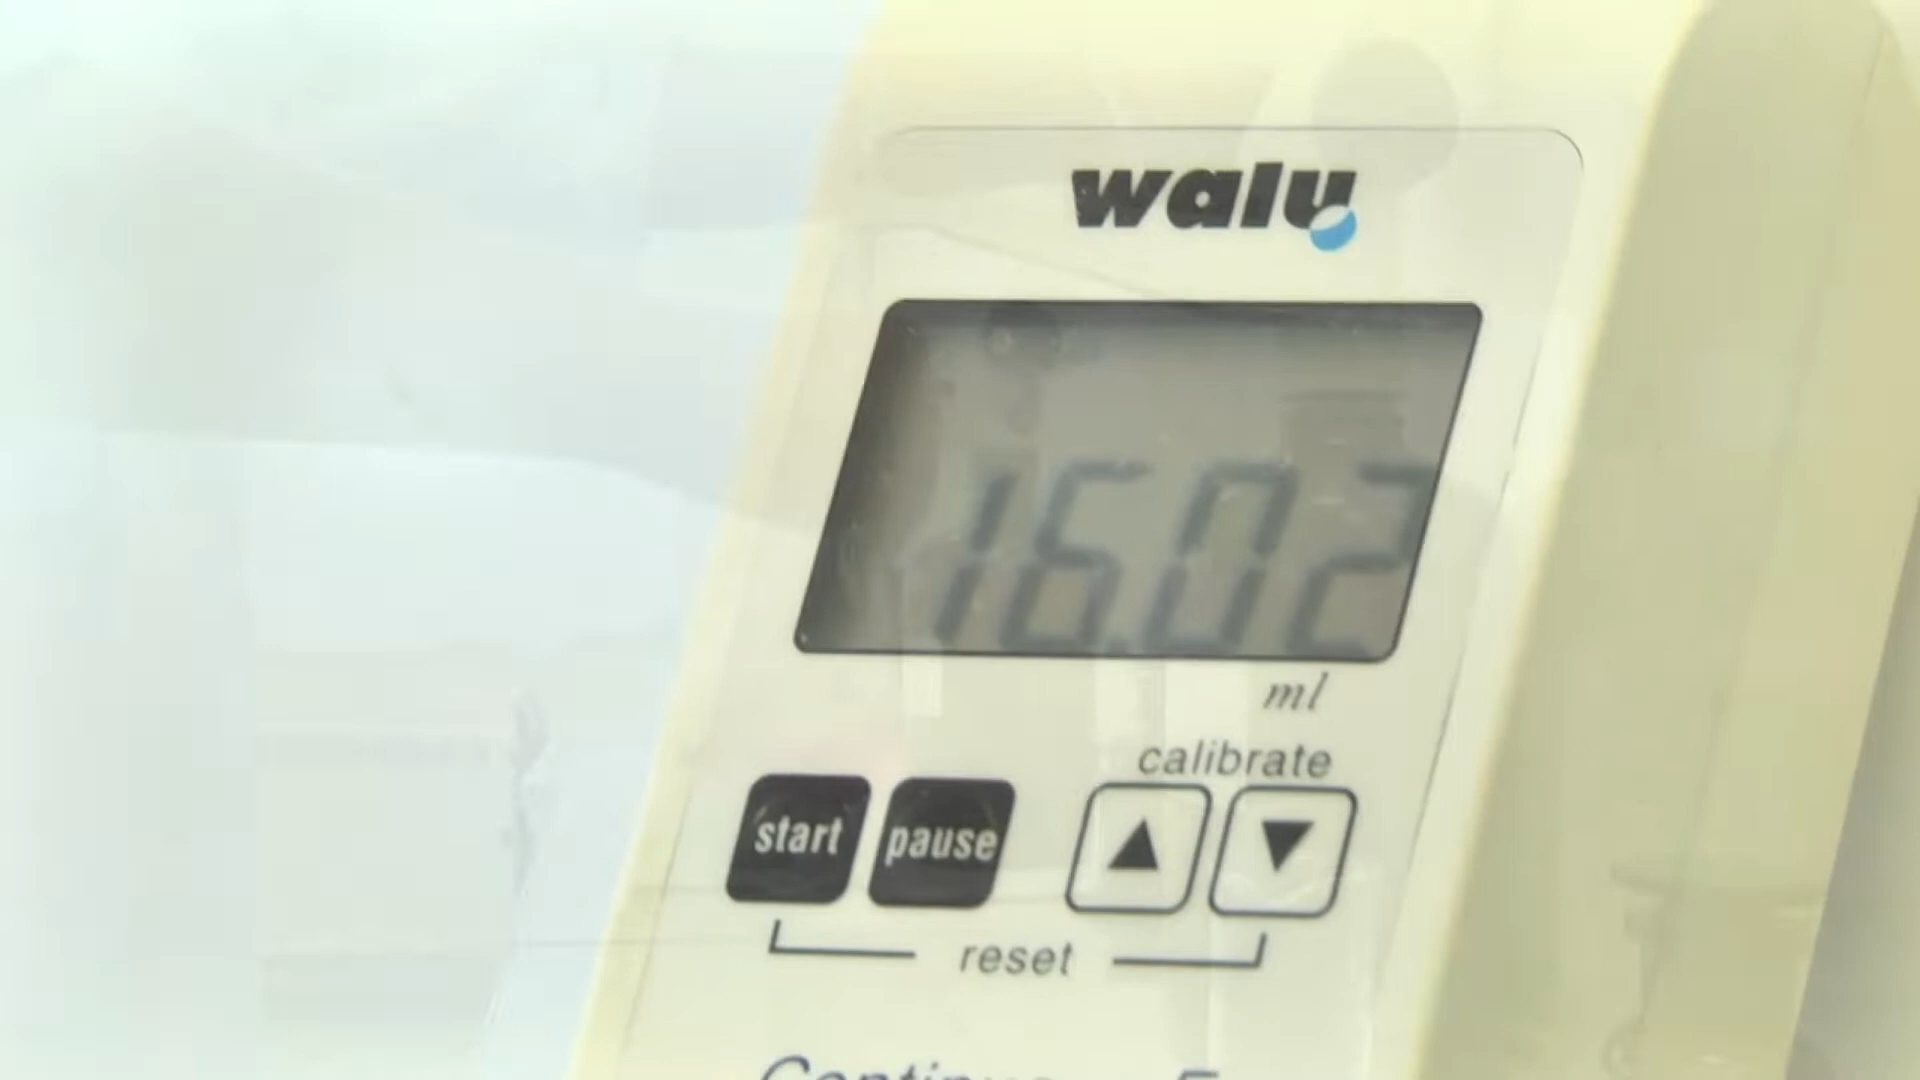 walu
16.02
ml
calibrate
start pause ▲ ▼
reset